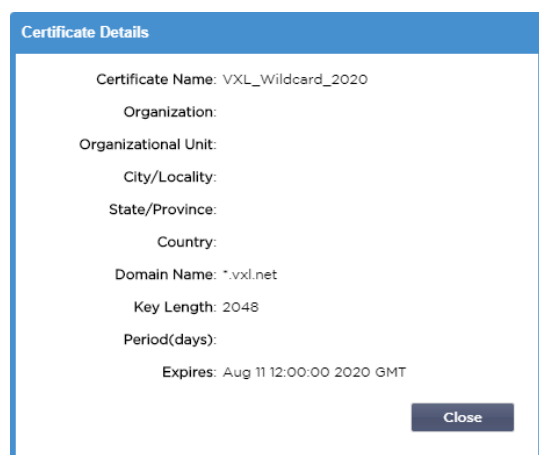 Certificate Details
Certificate Name: VXL_Wildcard_2020
Organization:
Organizational Unit:
City/Locality:
State/Province:
Country:
Domain Name: *.vxl.net
Key Length: 2048
Period(days):
Expires: Aug 11 12:00:00 2020 GMT
Close